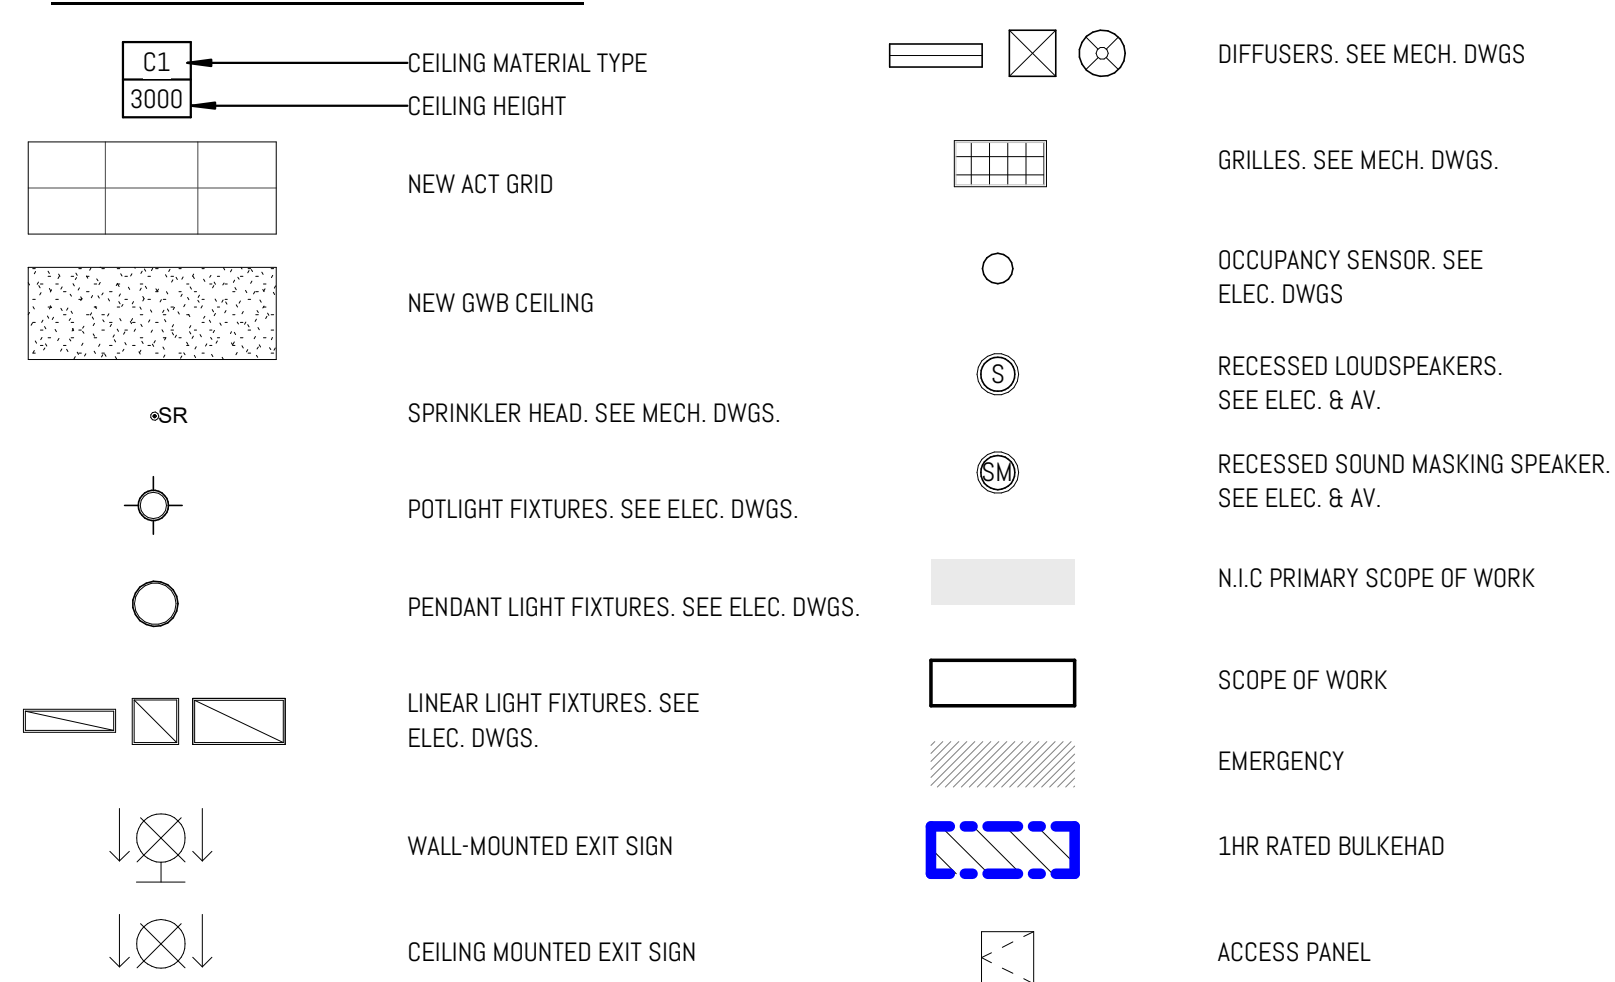 C1
CEILING MATERIAL TYPE
3000
CEILING HEIGHT
NEW ACT GRID
NEW GWB CEILING
SR
SPRINKLER HEAD. SEE MECH. DWGS.
POTLIGHT FIXTURES. SEE ELEC. DWGS.
PENDANT LIGHT FIXTURES. SEE ELEC. DWGS.
LINEAR LIGHT FIXTURES. SEE
ELEC. DWGS.
WALL-MOUNTED EXIT SIGN
CEILING MOUNTED EXIT SIGN
DIFFUSERS. SEE MECH. DWGS
GRILLES. SEE MECH. DWGS.
OCCUPANCY SENSOR. SEE
ELEC. DWGS
S
RECESSED LOUDSPEAKERS.
SEE ELEC. & AV.
SM
RECESSED SOUND MASKING SPEAKER.
SEE ELEC. & AV.
N.I.C PRIMARY SCOPE OF WORK
SCOPE OF WORK
EMERGENCY
1HR RATED BULKEHAD
ACCESS PANEL